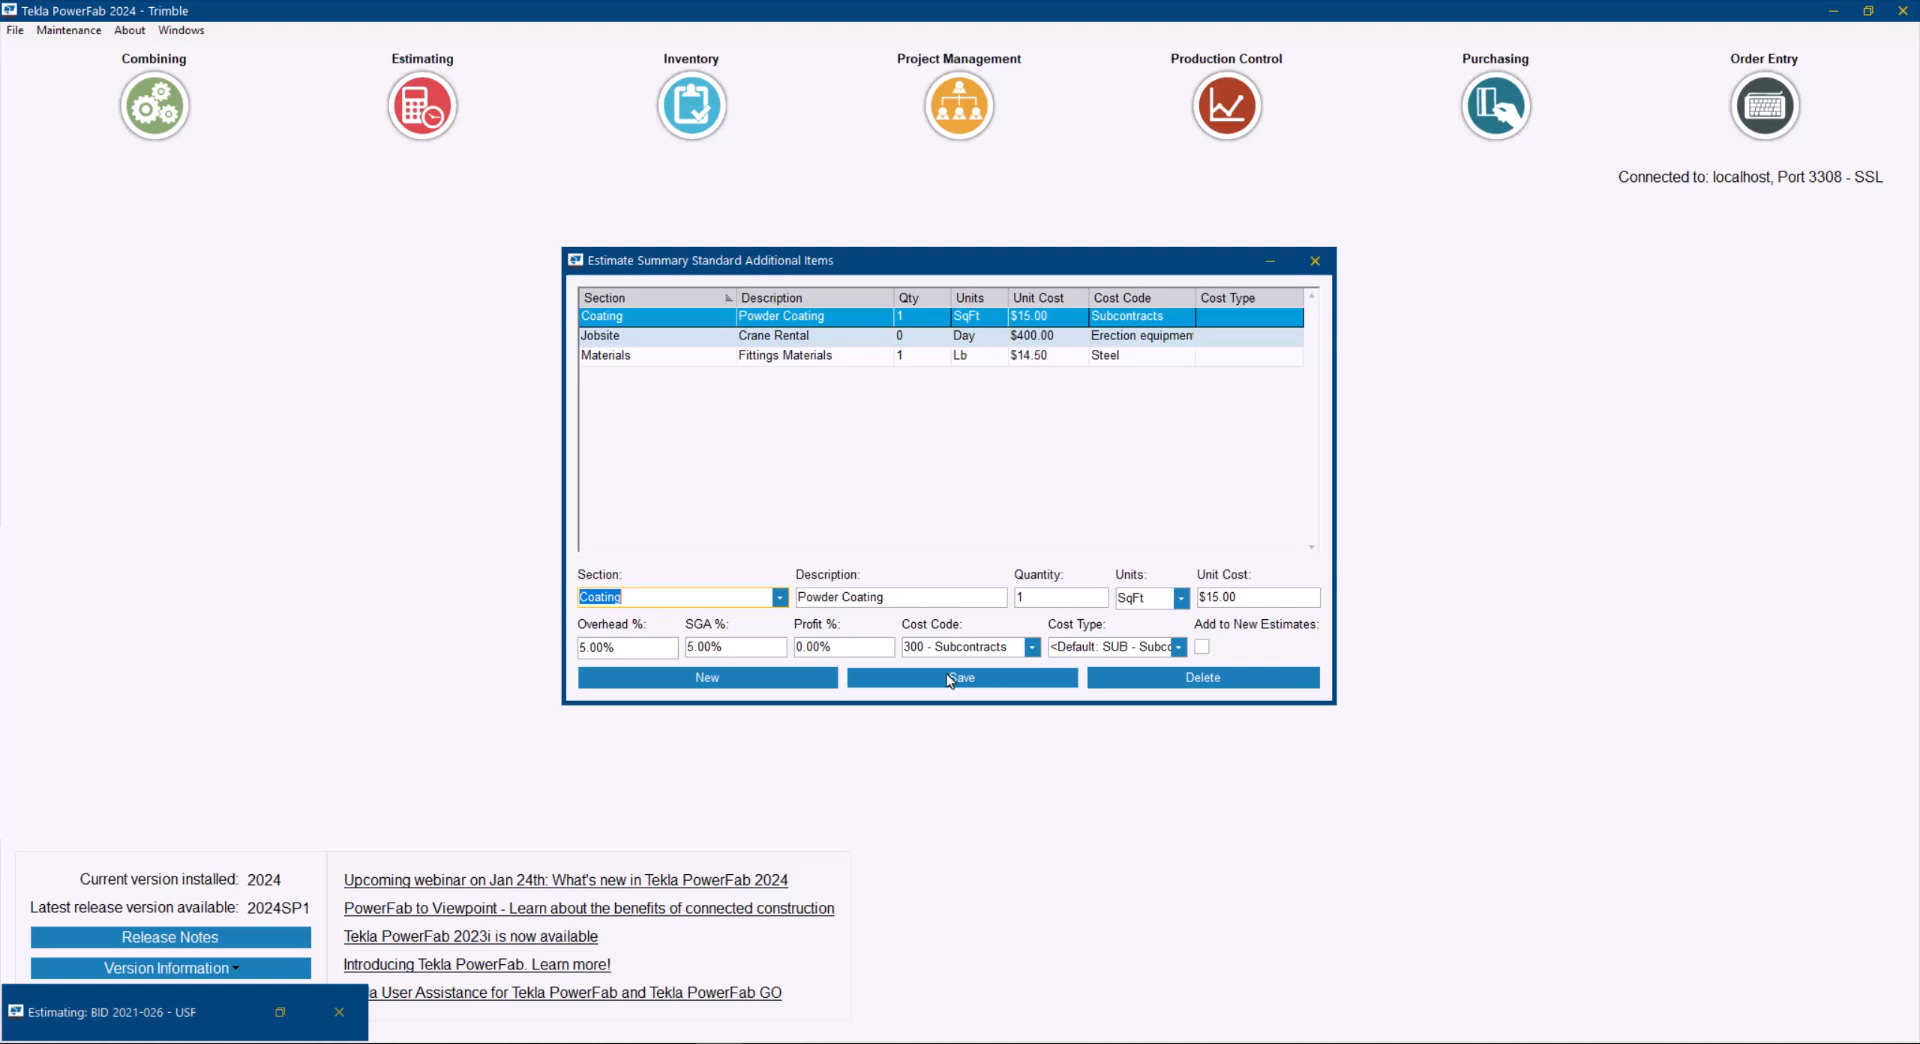 Tekla PowerFab 2024 - Trimble
File Maintenance About Windows
Combining Estimating Inventory Project Management Production Control Purchasing Order Entry
Connected to: localhost, Port 3308 - SSL
Estimate Summary Standard Additional Items
Section Description Qty Units Unit Cost Cost Code Cost Type
Coating Powder Coating 1 SqFt $15.00 Subcontracts
Jobsite Crane Rental 0 Day $400.00 Erection equipment
Materials Fittings Materials 1 Lb $14.50 Steel
Section: Description: Quantity: Units: Unit Cost:
Coating Powder Coating 1 SqFt $15.00
Overhead %: SGA %: Profit %: Cost Code: Cost Type: Add to New Estimates:
5.00% 5.00% 0.00% 300 - Subcontracts <Default: SUB - Subc
New Save Delete
Current version installed: 2024
Latest release version available: 2024SP1
Release Notes
Version Information
Upcoming webinar on Jan 24th: What's new in Tekla PowerFab 2024
PowerFab to Viewpoint - Learn about the benefits of connected construction
Tekla PowerFab 2023i is now available
Introducing Tekla PowerFab. Learn more!
a User Assistance for Tekla PowerFab and Tekla PowerFab GO
Estimating: BID 2021-026 - USF